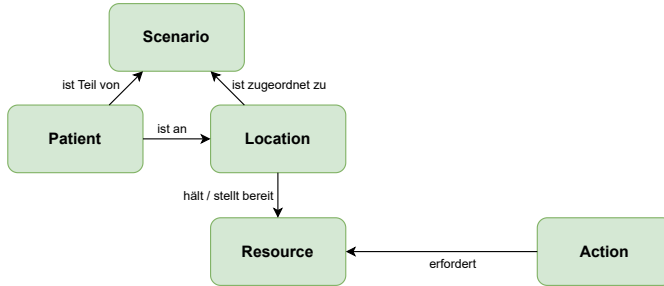 Scenario
ist Teil von
ist zugeordnet zu
Patient
ist an
Location
hält / stellt bereit
Resource
erfordert
Action